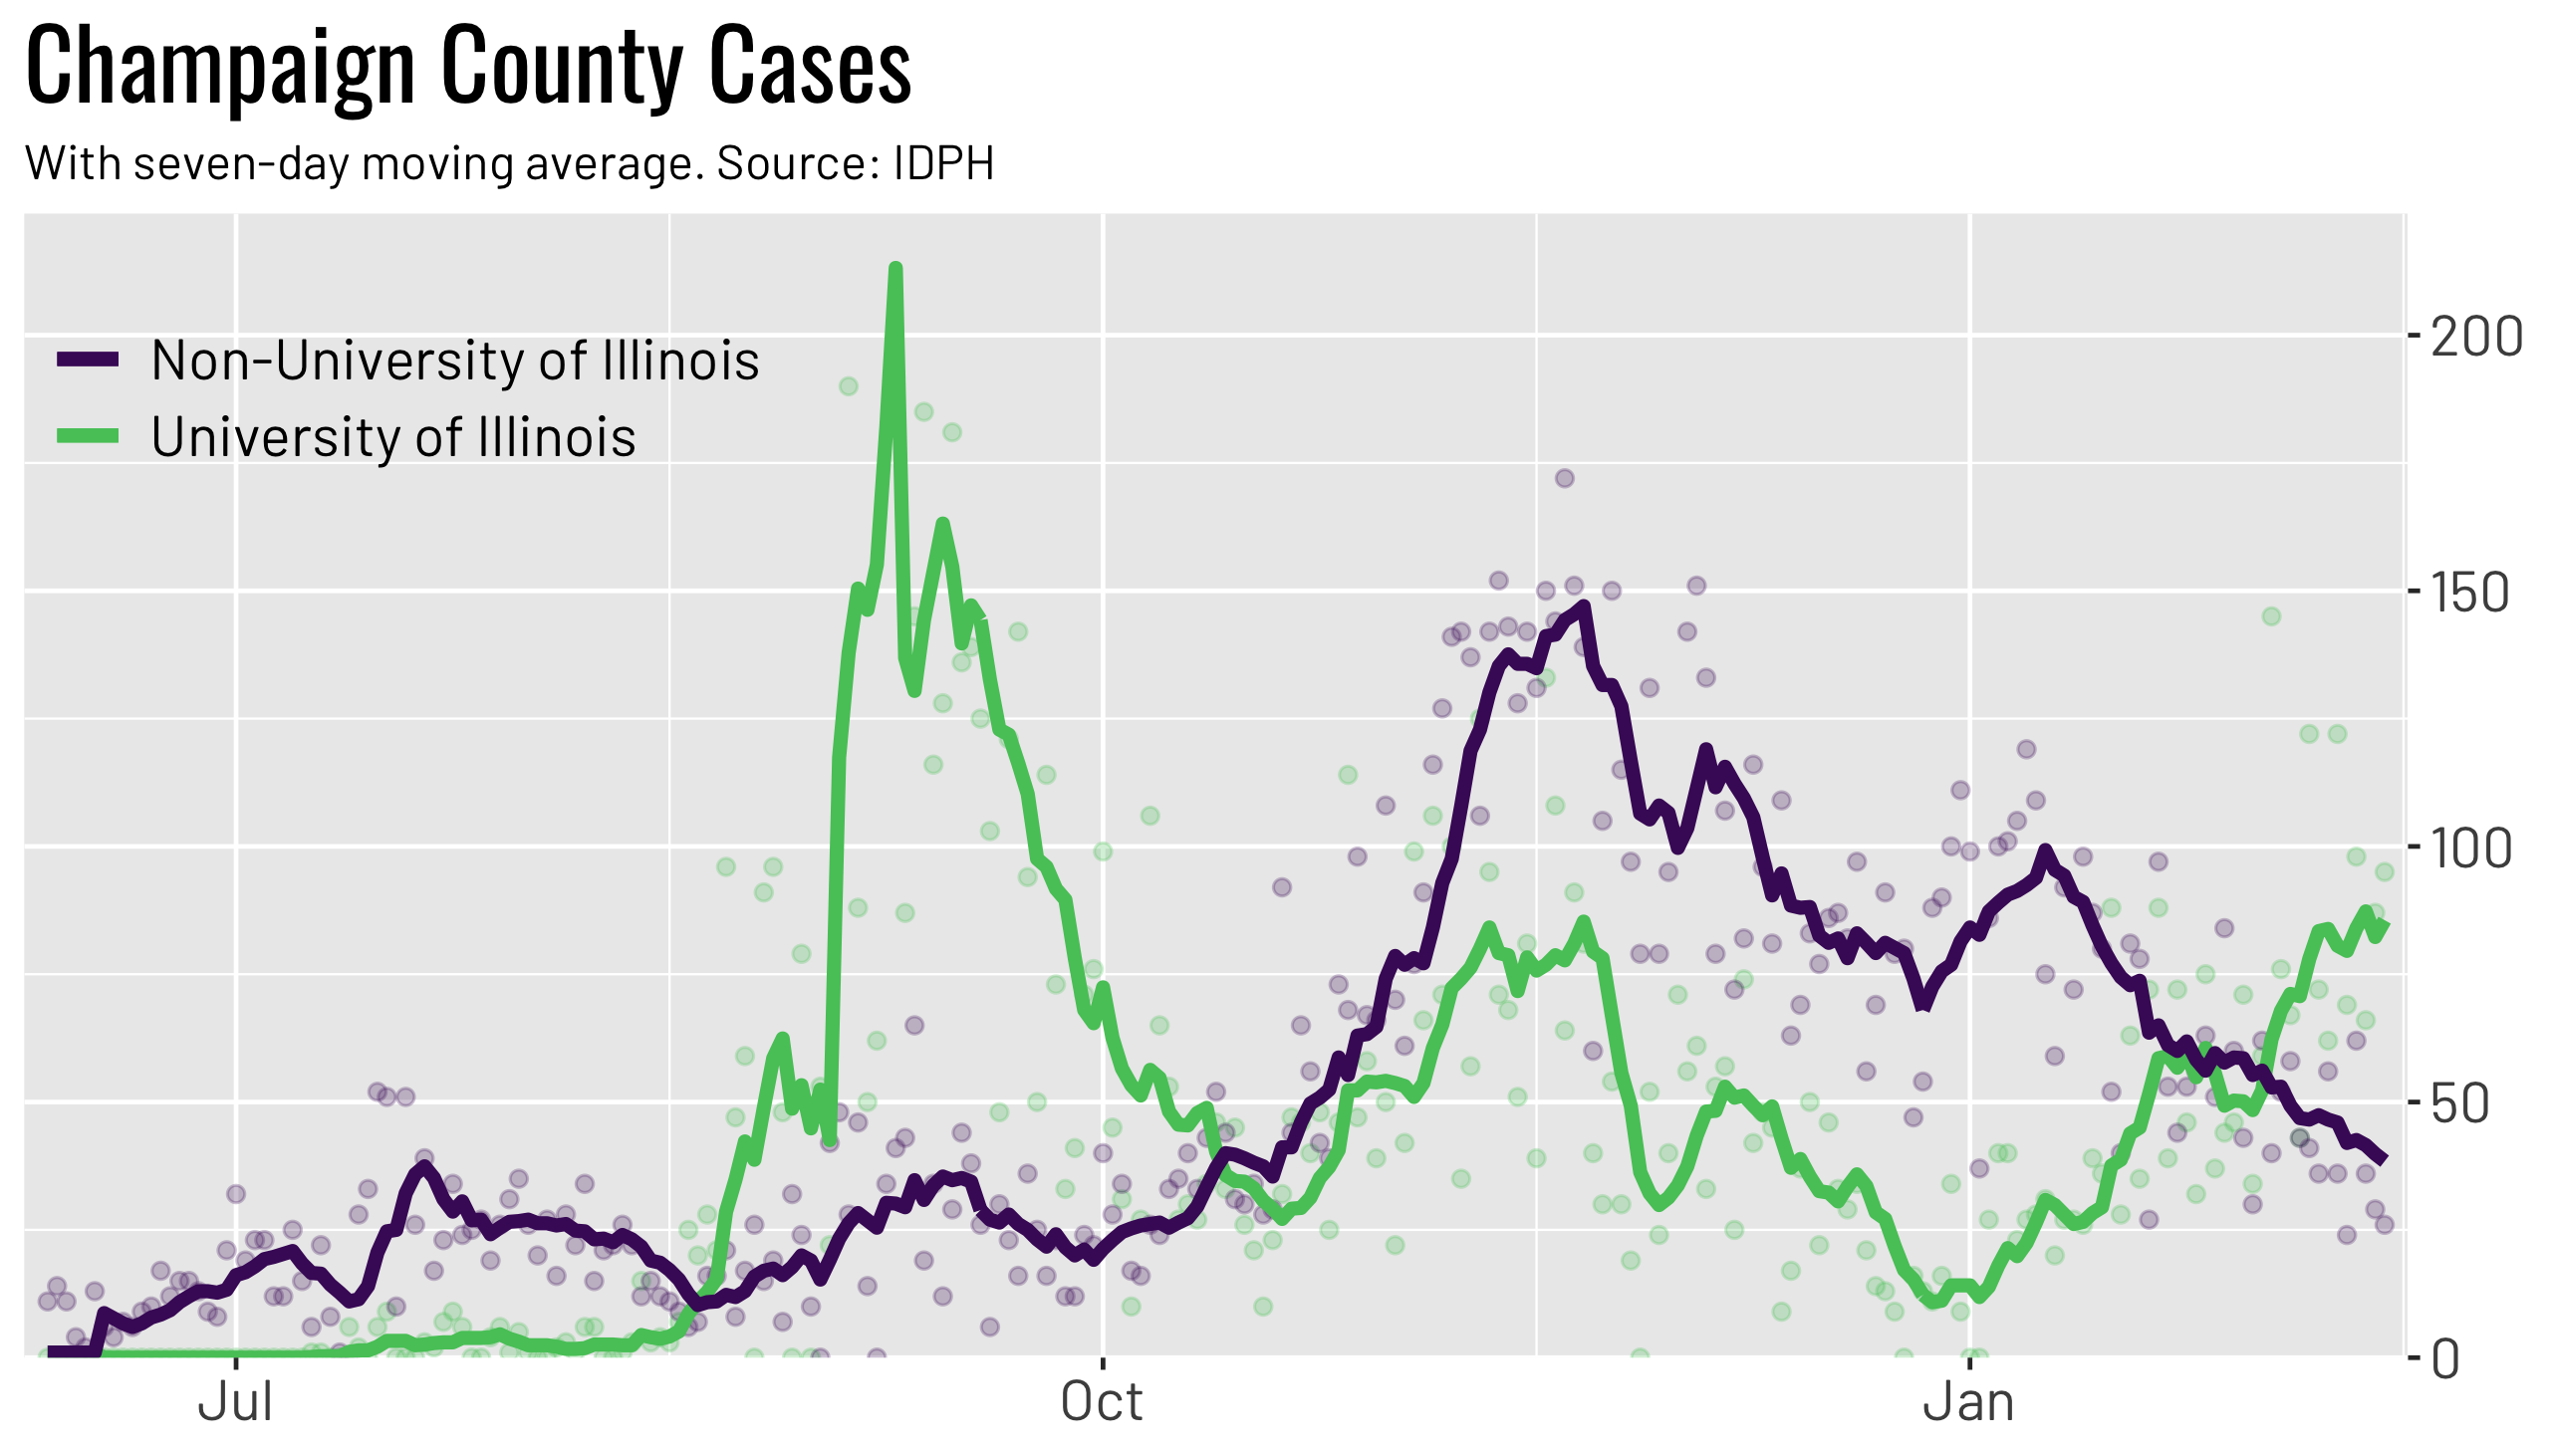 Champaign County Cases
With seven-day moving average. Source: IDPH
Non-University of Illinois
University of Illinois
200
150
100
50
0
Jul Oct Jan